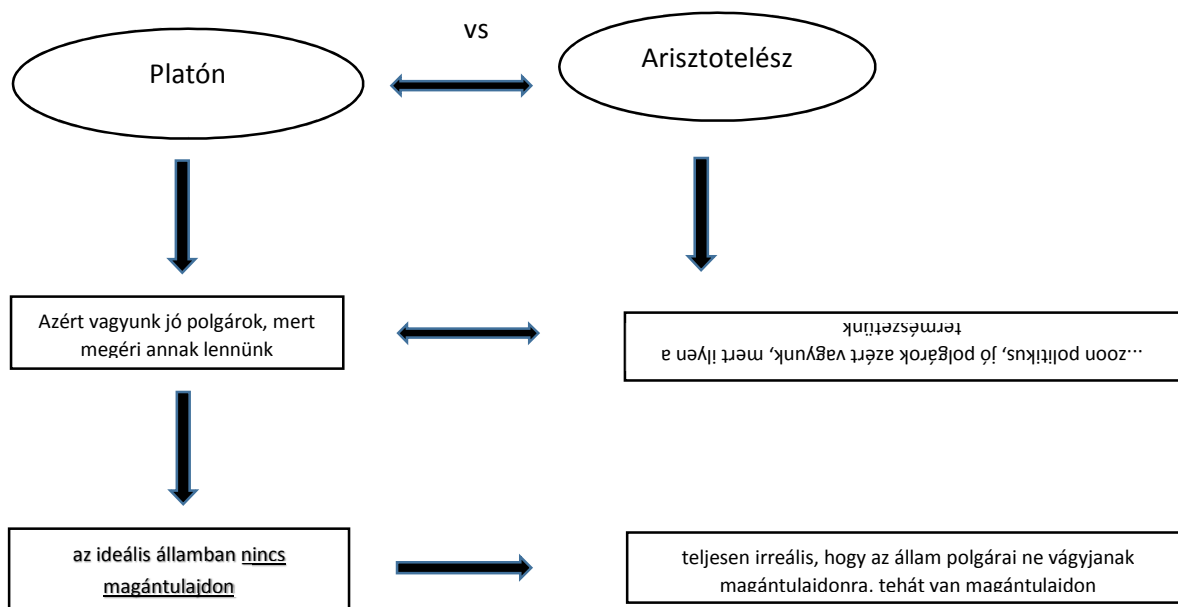 vs
Platón
Arisztotelész
Azért vagyunk jó polgárok, mert
megéri annak lennünk
...zoon politikus, jó polgárok azért vagyunk, mert ilyen a
természetünk
az ideális államban nincs
magántulajdon
teljesen irreális, hogy az állam polgárai ne vágyjanak
magántulajdonra, tehát van magántulajdon